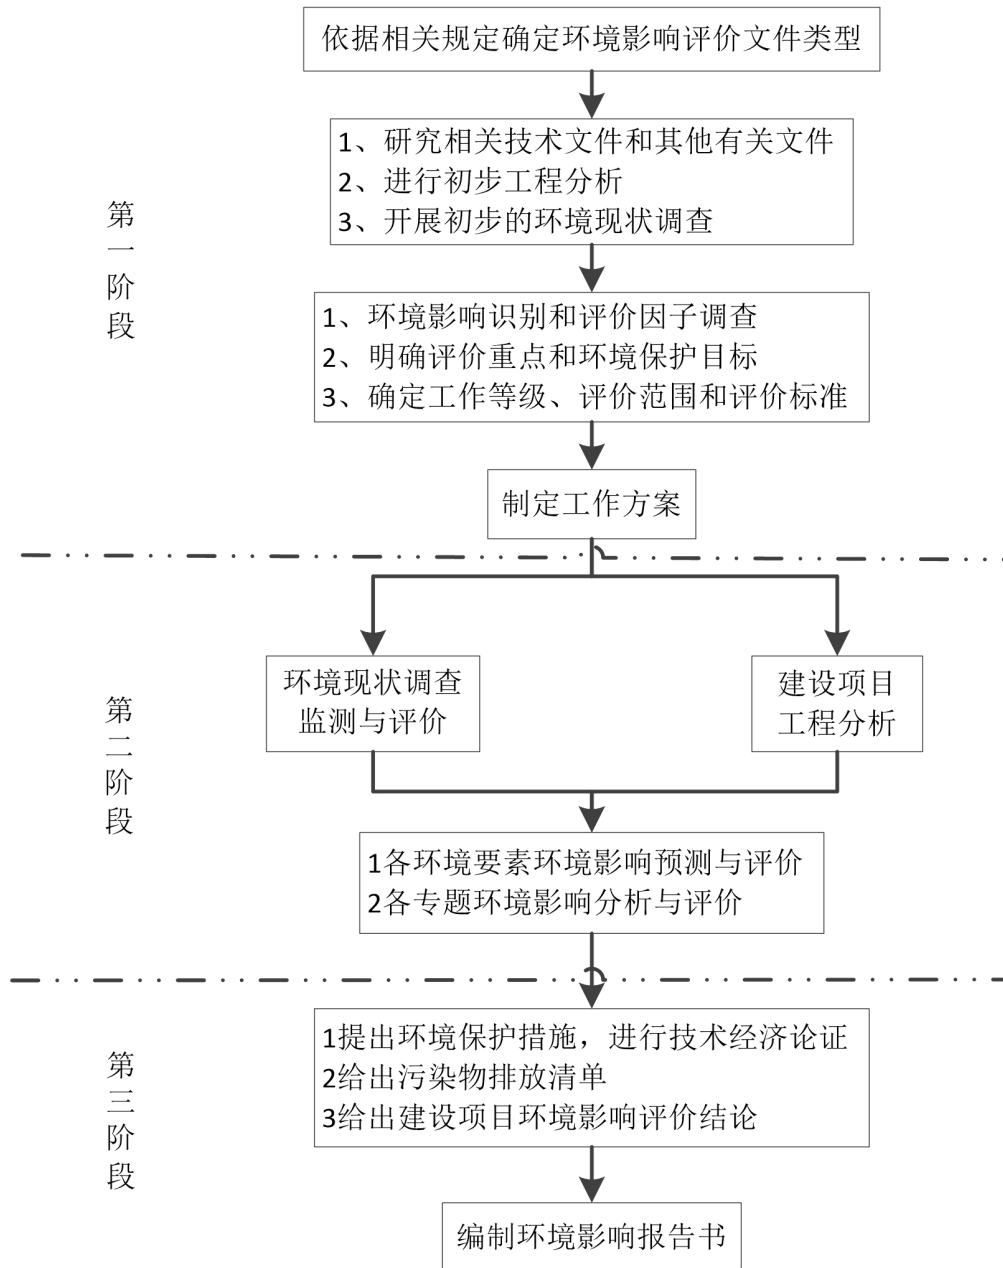 依据相关规定确定环境影响评价文件类型
1、研究相关技术文件和其他有关文件
2、进行初步工程分析
3、开展初步的环境现状调查
第一阶段
1、环境影响识别和评价因子调查
2、明确评价重点和环境保护目标
3、确定工作等级、评价范围和评价标准
制定工作方案
环境现状调查
监测与评价
建设项目
工程分析
第二阶段
1各环境要素环境影响预测与评价
2各专题环境影响分析与评价
1提出环境保护措施，进行技术经济论证
2给出污染物排放清单
3给出建设项目环境影响评价结论
第三阶段
编制环境影响报告书